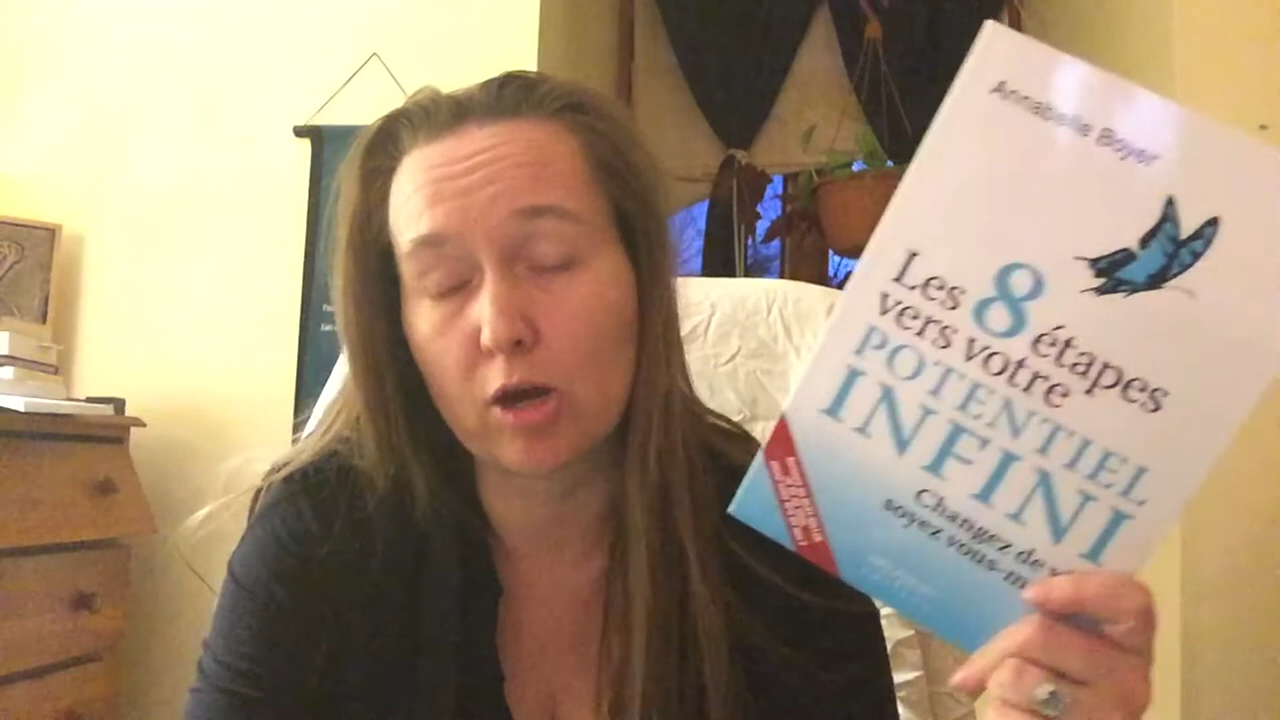 Annabelle Boyer
Les 8 étapes
vers votre
POTENTIEL
INFINI
Changez de
soyez vous-m